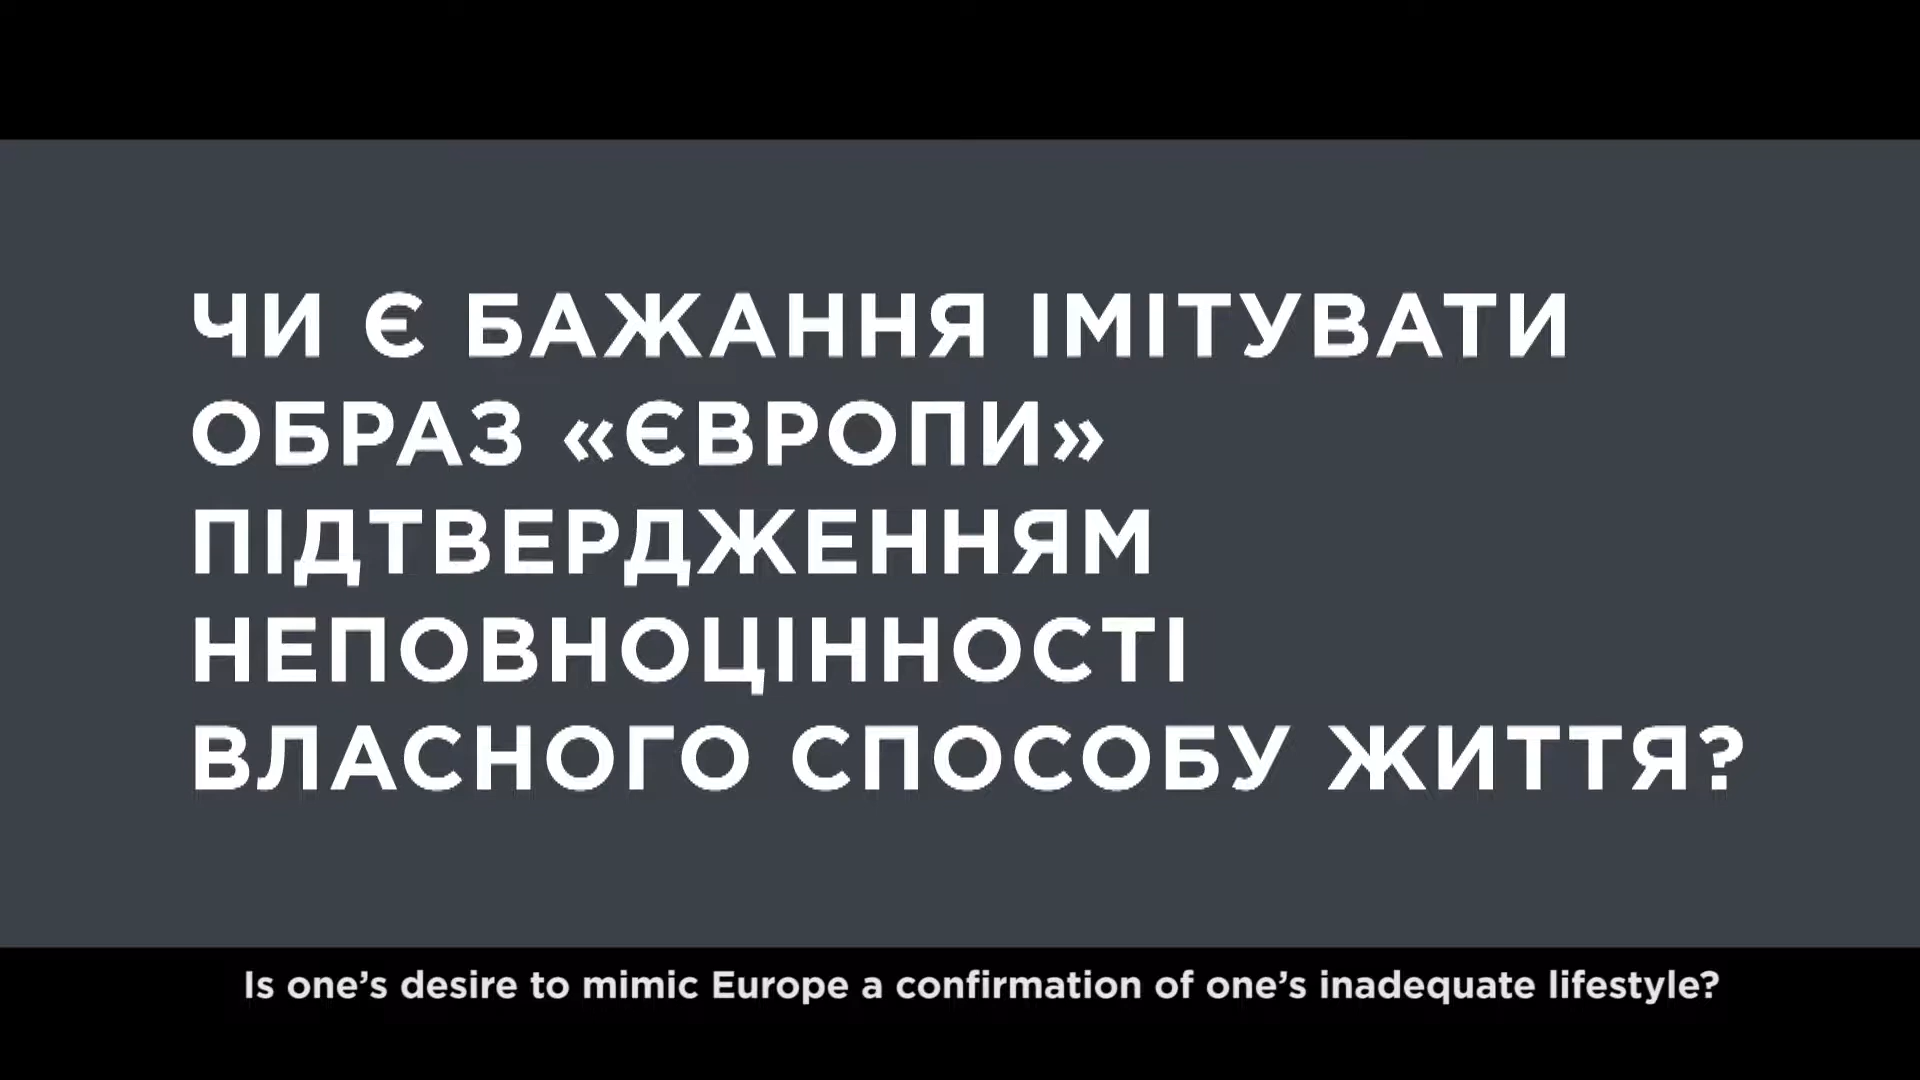 ЧИ Є БАЖАННЯ ІМІТУВАТИ
ОБРАЗ «ЄВРОПИ»
ПІДТВЕРДЖЕННЯМ
НЕПОВНОЦІННОСТІ
ВЛАСНОГО СПОСОБУ ЖИТТЯ?
Is one’s desire to mimic Europe a confirmation of one’s inadequate lifestyle?